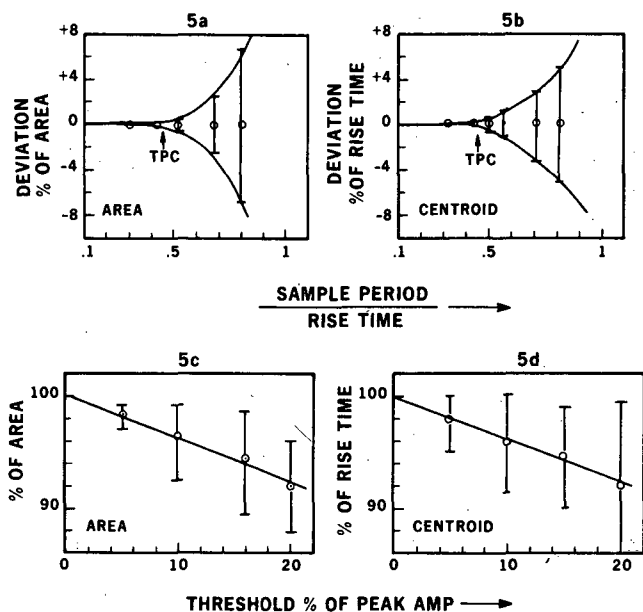 5a
5b
+8
+4
0
-4
-8
DEVIATION
% OF AREA
TPC
AREA
.1
.5
1
+8
+4
0
-4
-8
DEVIATION
% OF RISE TIME
TPC
CENTROID
.1
.5
1
SAMPLE PERIOD
RISE TIME
5c
5d
100
90
% OF AREA
AREA
0
10
20
100
90
% OF RISE TIME
CENTROID
0
10
20
THRESHOLD % OF PEAK AMP